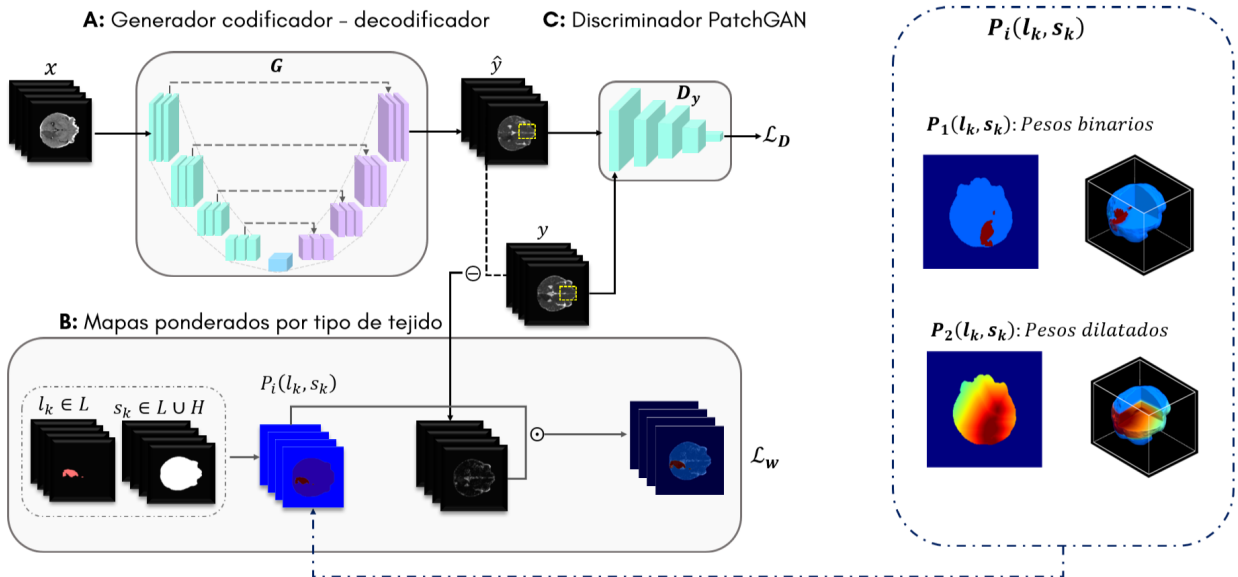 A: Generador codificador – decodificador
C: Discriminador PatchGAN
x
G
ŷ
D_y
ℒ_D
y
⊖
B: Mapas ponderados por tipo de tejido
l_k ∈ L
s_k ∈ L ∪ H
P_i(l_k, s_k)
⊙
ℒ_W
P_i(l_k, s_k)
P_1(l_k, s_k): Pesos binarios
P_2(l_k, s_k): Pesos dilatados